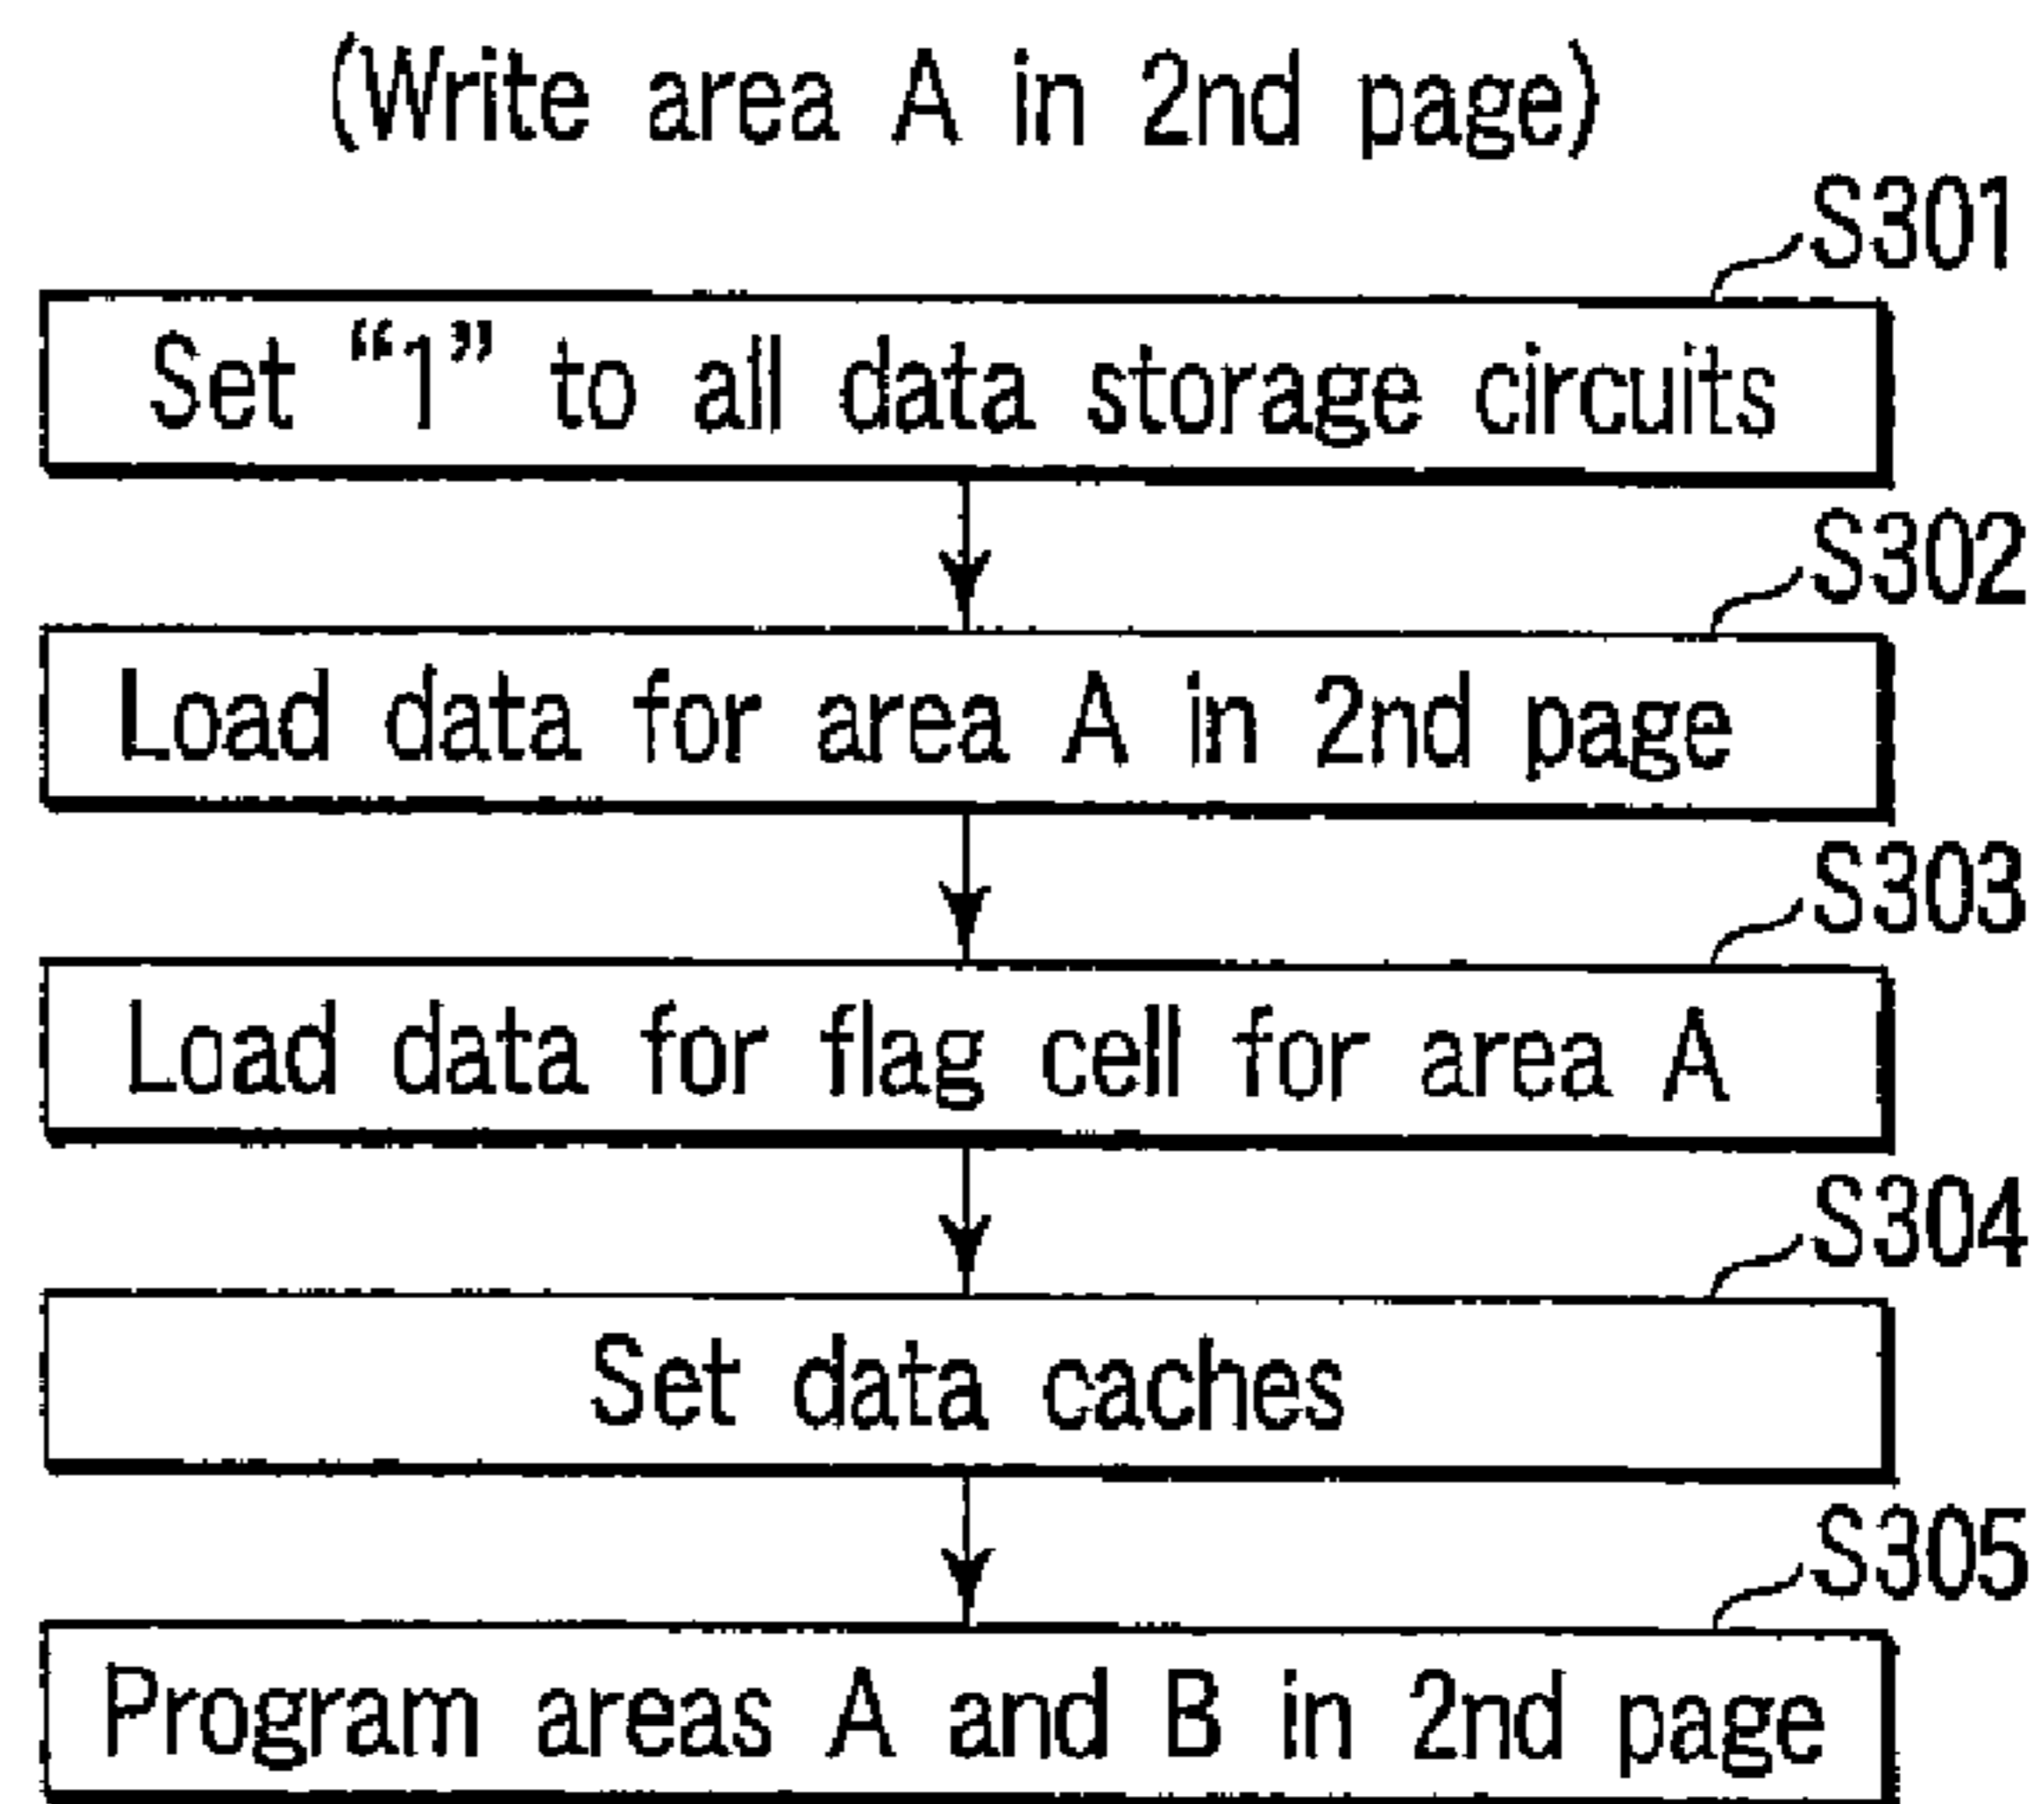 (Write area A in 2nd page)
S301
Set “1” to all data storage circuits
S302
Load data for area A in 2nd page
S303
Load data for flag cell for area A
S304
Set data caches
S305
Program areas A and B in 2nd page